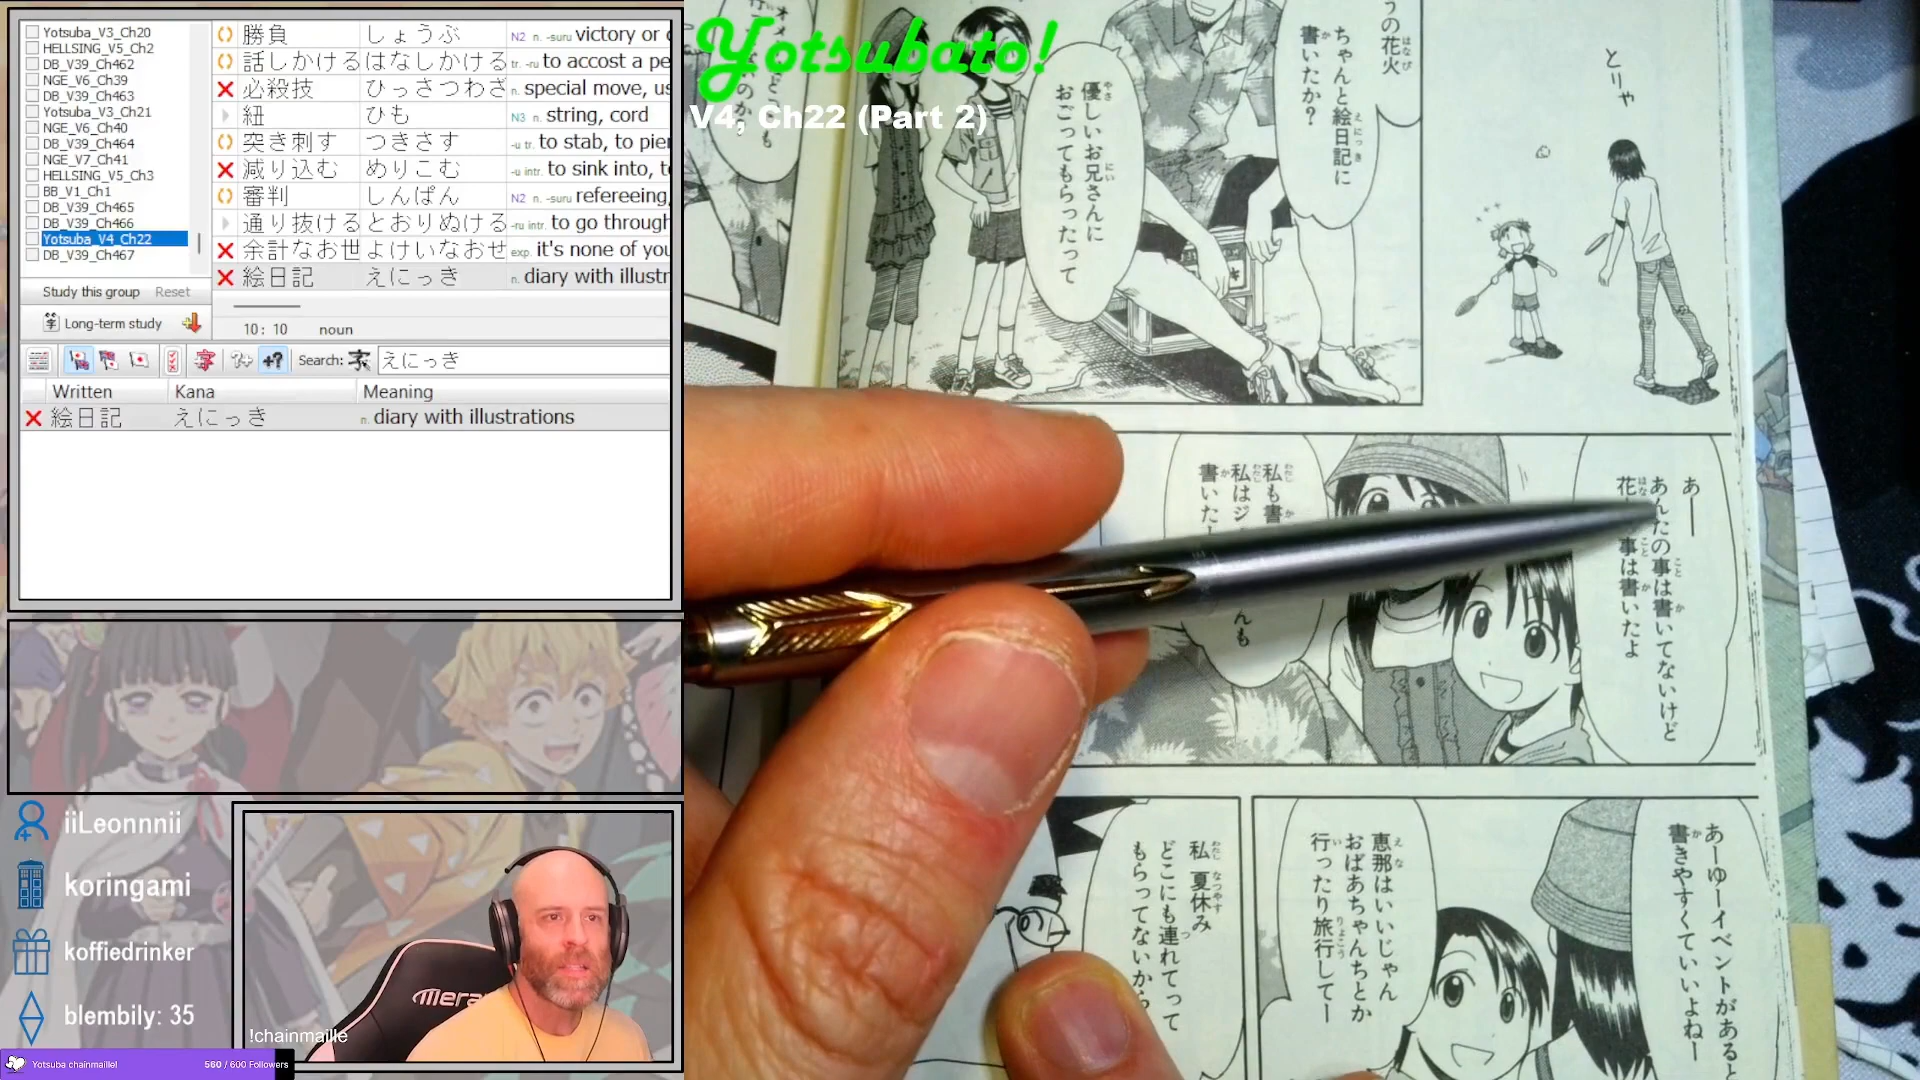 Yotsuba_V3_Ch20
HELLSING_V5_Ch2
DB_V39_Ch462
NGE_V6_Ch39
DB_V39_Ch463
Yotsuba_V3_Ch21
NGE_V6_Ch40
DB_V39_Ch464
NGE_V7_Ch41
HELLSING_V5_Ch3
BB_V1_Ch1
DB_V39_Ch465
DB_V39_Ch466
Yotsuba_V4_Ch22
DB_V39_Ch467
Study this group Reset
Long-term study
勝負 しょうぶ N2 n. -suru victory or
話しかける はなしかける tr. -ru to accost a
必殺技 ひっさつわざ n. special move,
紐 ひも N3 n. string, cord
突き刺す つきさす -u tr. to stab, to
減り込む めりこむ -u intr. to sink into,
審判 しんぱん N2 n. -suru refereeing,
通り抜ける とおりぬける -ru intr. to go through
余計なお世 よけいなおせ exp. it's none of
絵日記 えにっき n. diary with
10: 10 noun
Search: えにっき
Written Kana Meaning
絵日記 えにっき n. diary with illustrations
iiLeonnnii
koringami
koffiedrinker
blembily: 35
!chainmaille
Yotsuba chainmaille!
560 / 600 Followers
Yotsubato!
V4, Ch22 (Part 2)
の花火
ちゃんと絵日記に
書いたか？
優しいお兄さんに
おごってもらったって
とりゃ
あー
あんたの事は書いてないけど
事は書いたよ
私も書
私はジ
書いた
んも
あーゆーイベントがあると
書きやすくていいよねー
恵那はいいじゃん
おばあちゃんちとか
行ったり旅行してー
私 夏休み
どこにも連れてって
もらってないから